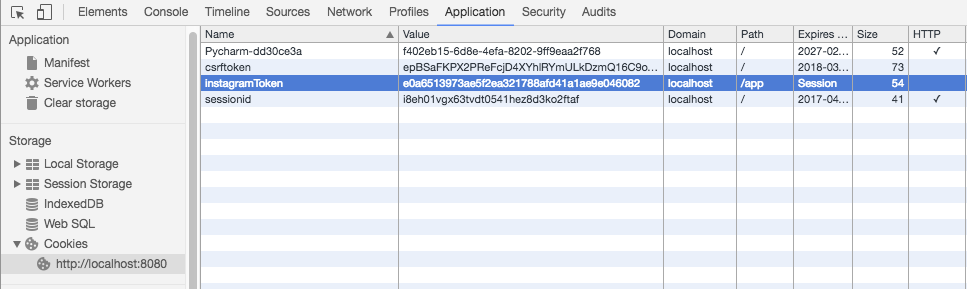 Elements Console Timeline Sources Network Profiles Application Security Audits
Application
Manifest
Service Workers
Clear storage
Storage
Local Storage
Session Storage
IndexedDB
Web SQL
Cookies
http://localhost:8080
Name Value Domain Path Expires ... Size HTTP
Pycharm-dd30ce3a f402eb15-6d8e-4efa-8202-9ff9eaa2f768 localhost / 2027-02... 52 ✓
csrftoken epBSaFKPX2PReFcjD4XYhlRYmULkDzmQ16C9o... localhost / 2018-03... 73
instagramToken e0a6513973ae5f2ea321788afd41a1ae9e046082 localhost /app Session 54
sessionid i8eh01vgx63tvdt0541hez8d3ko2ftaf localhost / 2017-04... 41 ✓